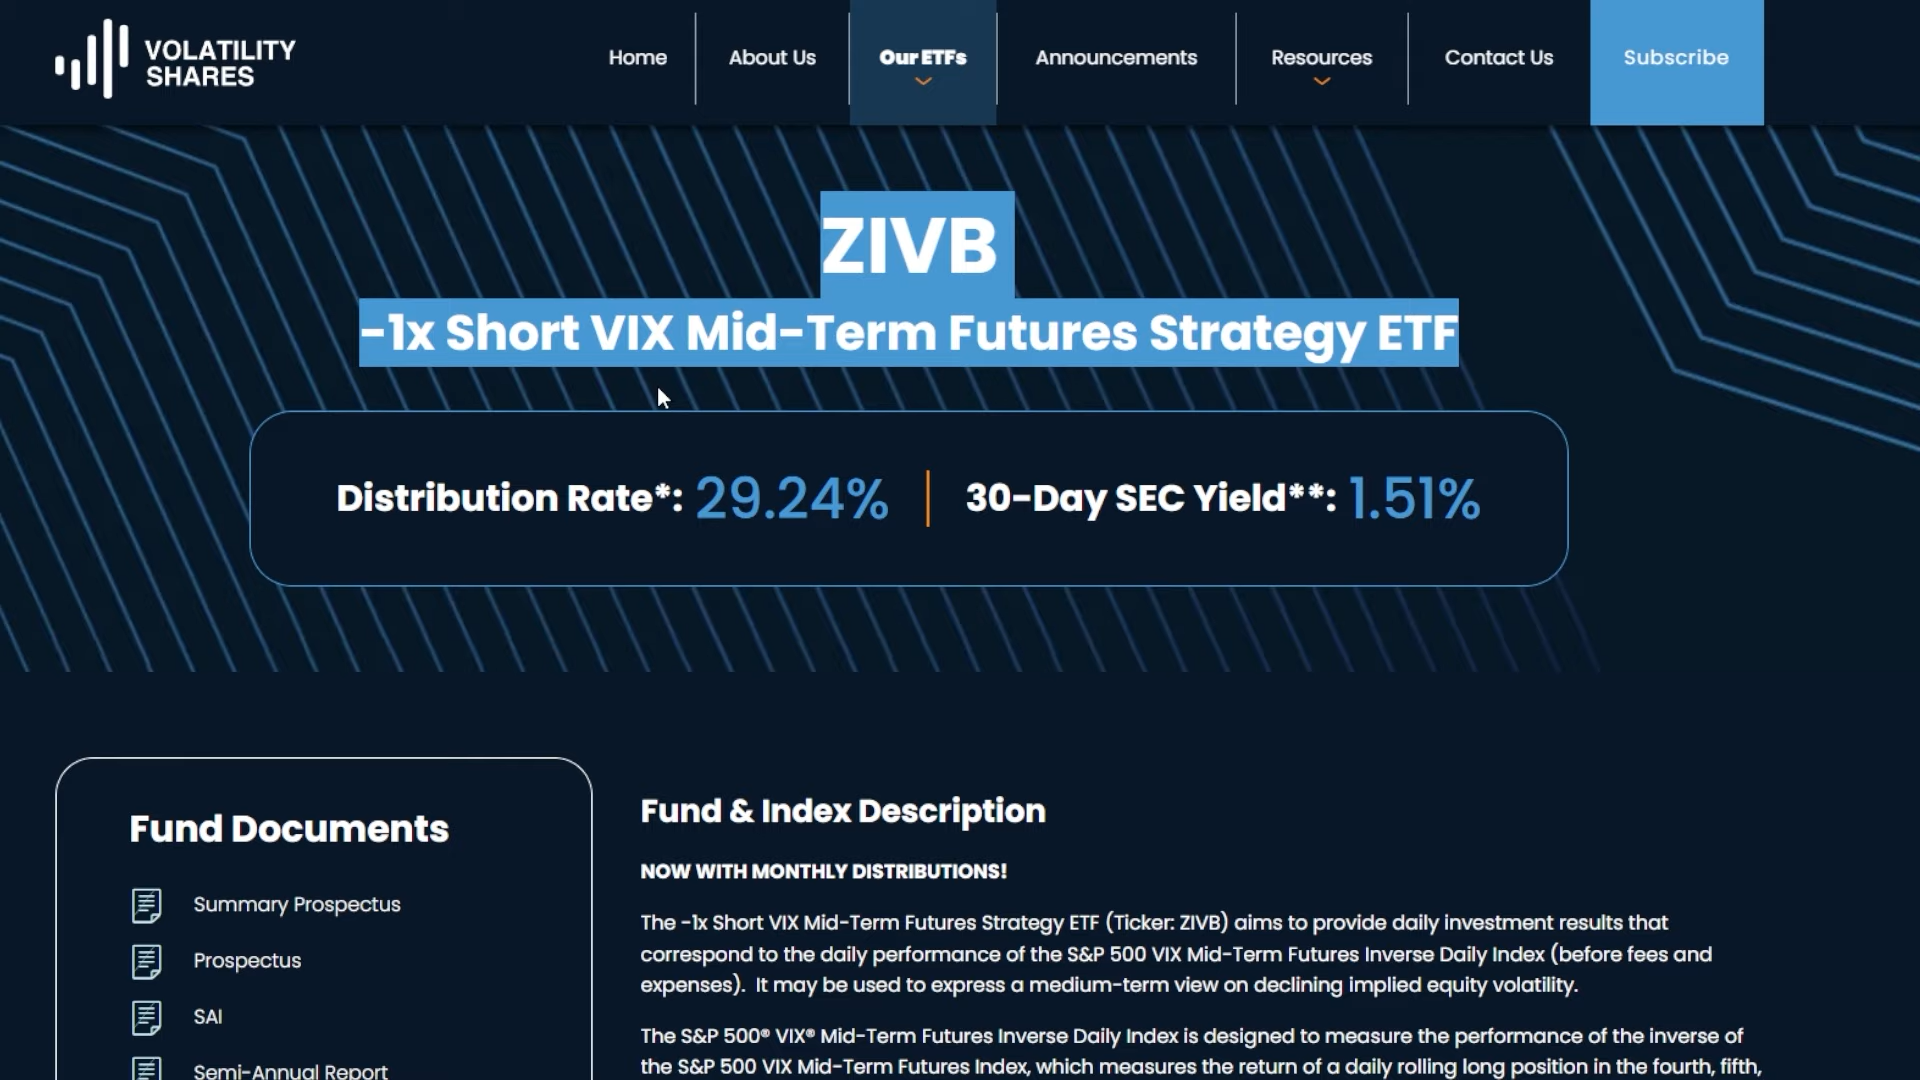 VOLATILITY
SHARES
Home
About Us
Our ETFs
Announcements
Resources
Contact Us
Subscribe
ZIVB
-1x Short VIX Mid-Term Futures Strategy ETF
Distribution Rate*: 29.24%
30-Day SEC Yield**: 1.51%
Fund Documents
Summary Prospectus
Prospectus
SAI
Semi-Annual Report
Fund & Index Description
NOW WITH MONTHLY DISTRIBUTIONS!
The -1x Short VIX Mid-Term Futures Strategy ETF (Ticker: ZIVB) aims to provide daily investment results that
correspond to the daily performance of the S&P 500 VIX Mid-Term Futures Inverse Daily Index (before fees and
expenses). It may be used to express a medium-term view on declining implied equity volatility.
The S&P 500® VIX® Mid-Term Futures Inverse Daily Index is designed to measure the performance of the inverse of
the S&P 500 VIX Mid-Term Futures Index, which measures the return of a daily rolling long position in the fourth, fifth,